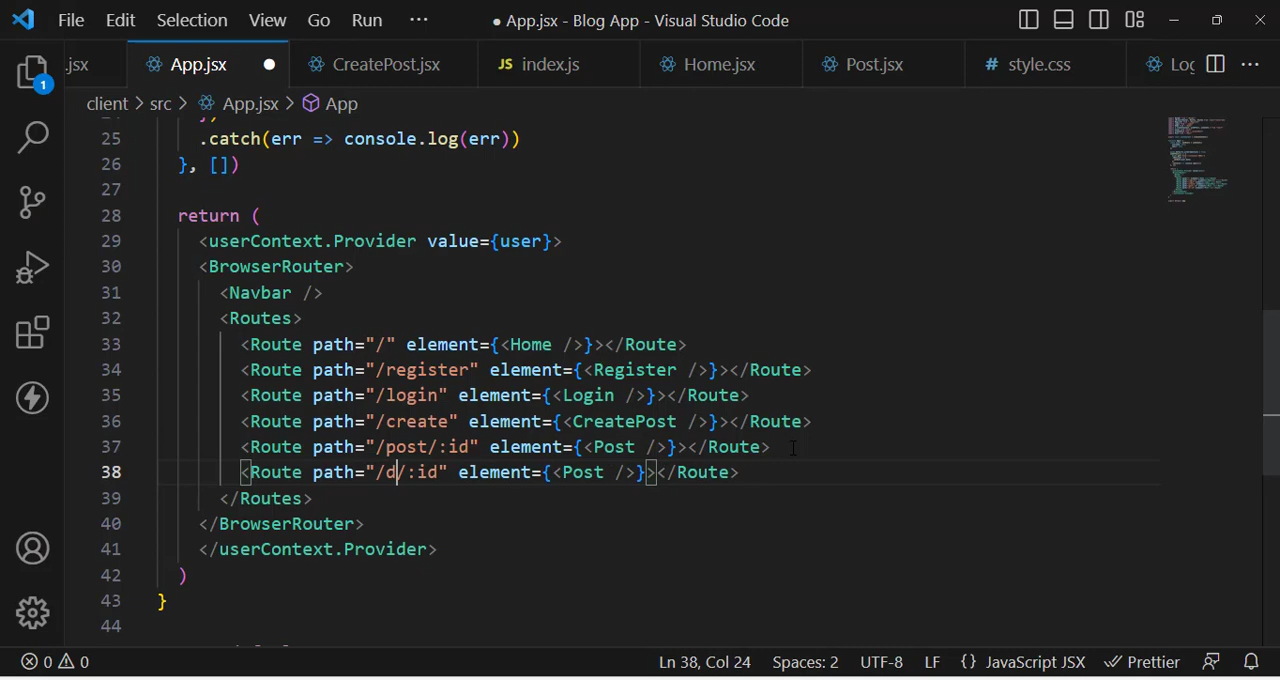 File Edit Selection View Go Run ··· ● App.jsx - Blog App - Visual Studio Code
.jsx App.jsx CreatePost.jsx JS index.js Home.jsx Post.jsx # style.css Log ···
client > src > App.jsx > App
25 .catch(err => console.log(err))
26 }, [])
27
28 return (
29 <userContext.Provider value={user}>
30 <BrowserRouter>
31 <Navbar />
32 <Routes>
33 <Route path="/" element={<Home />}></Route>
34 <Route path="/register" element={<Register />}></Route>
35 <Route path="/login" element={<Login />}></Route>
36 <Route path="/create" element={<CreatePost />}></Route>
37 <Route path="/post/:id" element={<Post />}></Route>
38 <Route path="/d/:id" element={<Post />}></Route>
39 </Routes>
40 </BrowserRouter>
41 </userContext.Provider>
42 )
43 }
44
1
0 0 Ln 38, Col 24 Spaces: 2 UTF-8 LF {} JavaScript JSX Prettier